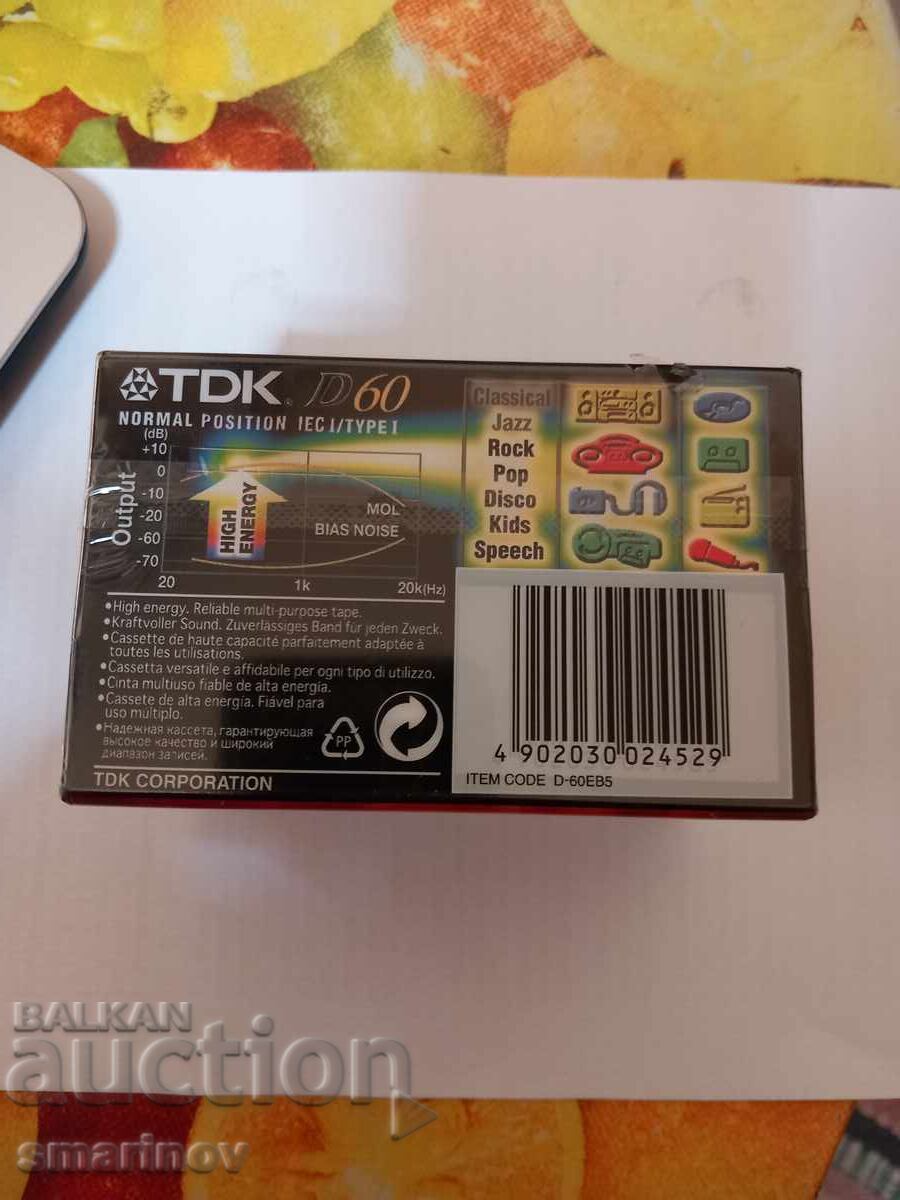 TDK. D60
NORMAL POSITION IEC I/TYPE I
(dB)
+10
0
-10
-20
-60
-70
Output
HIGH ENERGY
MOL
BIAS NOISE
20 1k 20k(Hz)
Classical
Jazz
Rock
Pop
Disco
Kids
Speech
•High energy. Reliable multi-purpose tape.
•Kraftvoller Sound. Zuverlässiges Band für jeden Zweck.
•Cassette de haute capacité parfaitement adaptée à
toutes les utilisations.
•Cassetta versatile e affidabile per ogni tipo di utilizzo.
•Cinta multiuso fiable de alta energía.
•Cassete de alta energia. Fiável para
uso múltiplo.
•Надежная кассета, гарантирующая
высокое качество и широкий
диапазон записей.
PP
TDK CORPORATION
4 902030 024529
ITEM CODE D-60EB5
BALKAN
auction
smarinov